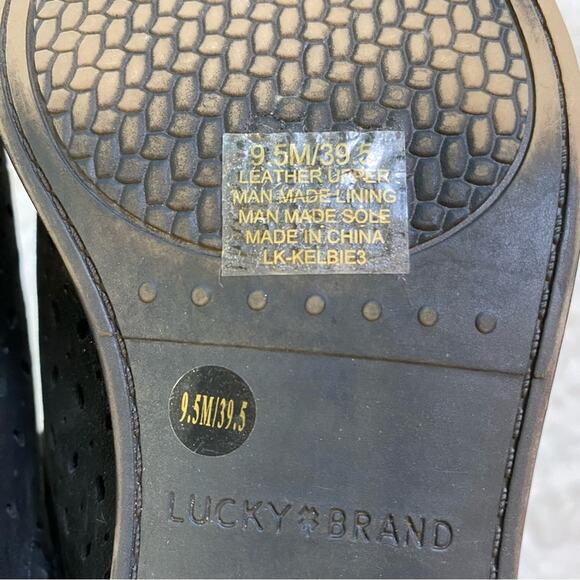 9.5M/39.5
LEATHER UPPER
MAN MADE LINING
MAN MADE SOLE
MADE IN CHINA
LK-KELBIE3
9.5M/39.5
LUCKY BRAND